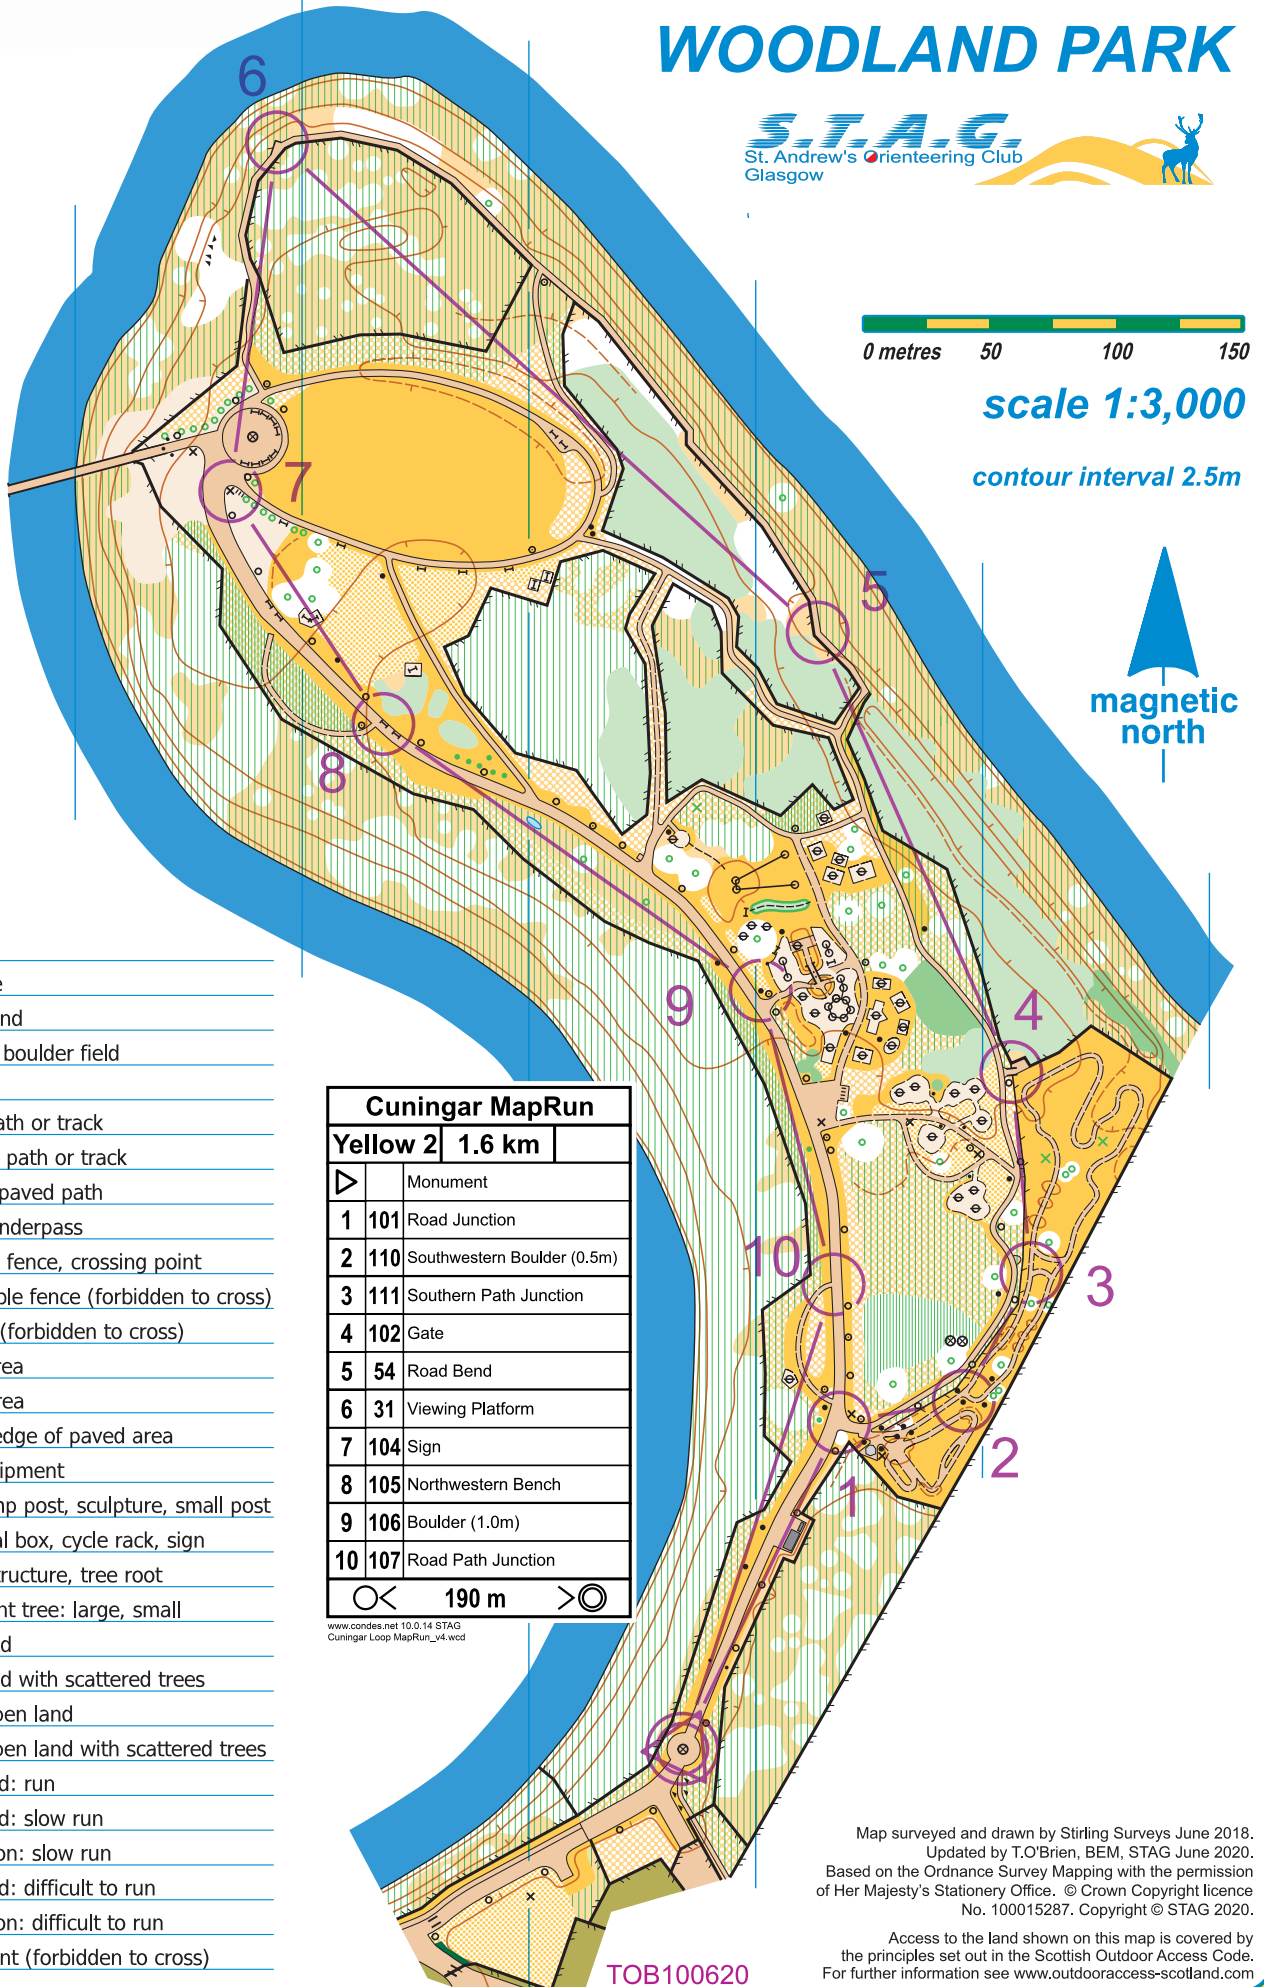 WOODLAND PARK
S.T.A.G.
St. Andrew's Orienteering Club
Glasgow
0 metres 50 100 150
scale 1:3,000
contour interval 2.5m
magnetic
north
6
7
5
8
9
4
10
3
2
1
nd
boulder field
ath or track
path or track
paved path
nderpass
fence, crossing point
ble fence (forbidden to cross)
(forbidden to cross)
rea
rea
edge of paved area
ipment
mp post, sculpture, small post
al box, cycle rack, sign
tructure, tree root
nt tree: large, small
d
d with scattered trees
pen land
pen land with scattered trees
d: run
d: slow run
on: slow run
d: difficult to run
on: difficult to run
nt (forbidden to cross)
Cuningar MapRun
Yellow 2 1.6 km
Monument
1 101 Road Junction
2 110 Southwestern Boulder (0.5m)
3 111 Southern Path Junction
4 102 Gate
5 54 Road Bend
6 31 Viewing Platform
7 104 Sign
8 105 Northwestern Bench
9 106 Boulder (1.0m)
10 107 Road Path Junction
190 m
www.condes.net 10.0.14 STAG
Cuningar Loop MapRun_v4.wcd
Map surveyed and drawn by Stirling Surveys June 2018.
Updated by T.O'Brien, BEM, STAG June 2020.
Based on the Ordnance Survey Mapping with the permission
of Her Majesty's Stationery Office. © Crown Copyright licence
No. 100015287. Copyright © STAG 2020.
Access to the land shown on this map is covered by
the principles set out in the Scottish Outdoor Access Code.
For further information see www.outdooraccess-scotland.com
TOB100620